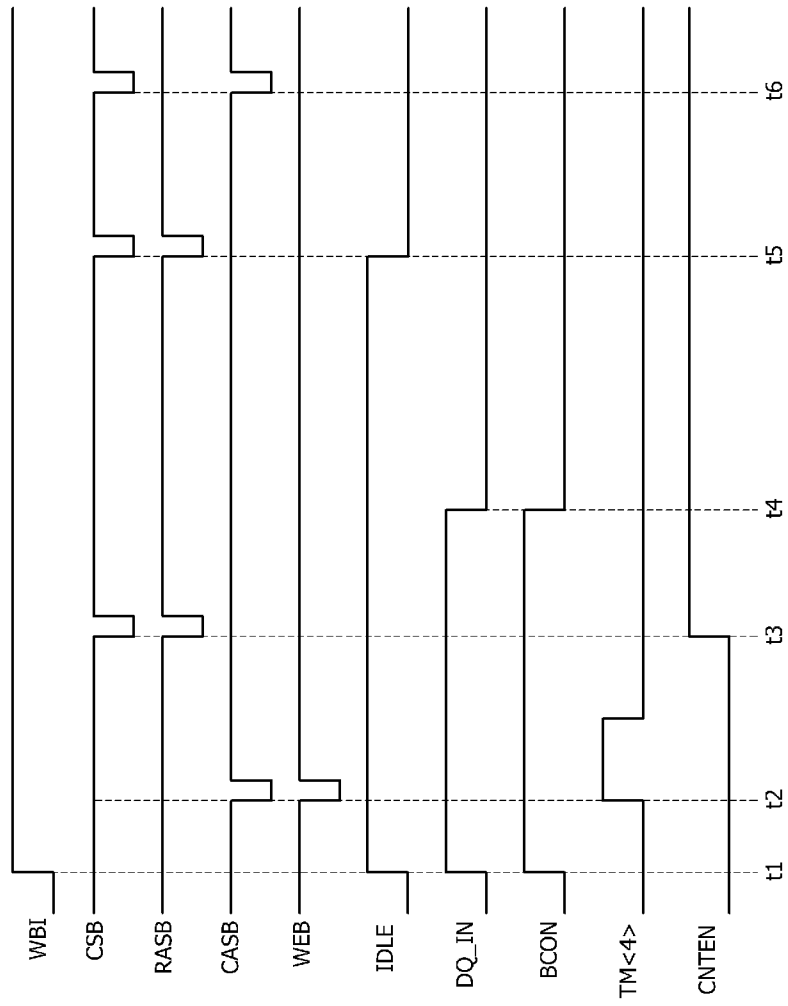 WBI
CSB
RASB
CASB
WEB
IDLE
DQ_IN
BCON
TM<4>
CNTEN
t1
t2
t3
t4
t5
t6